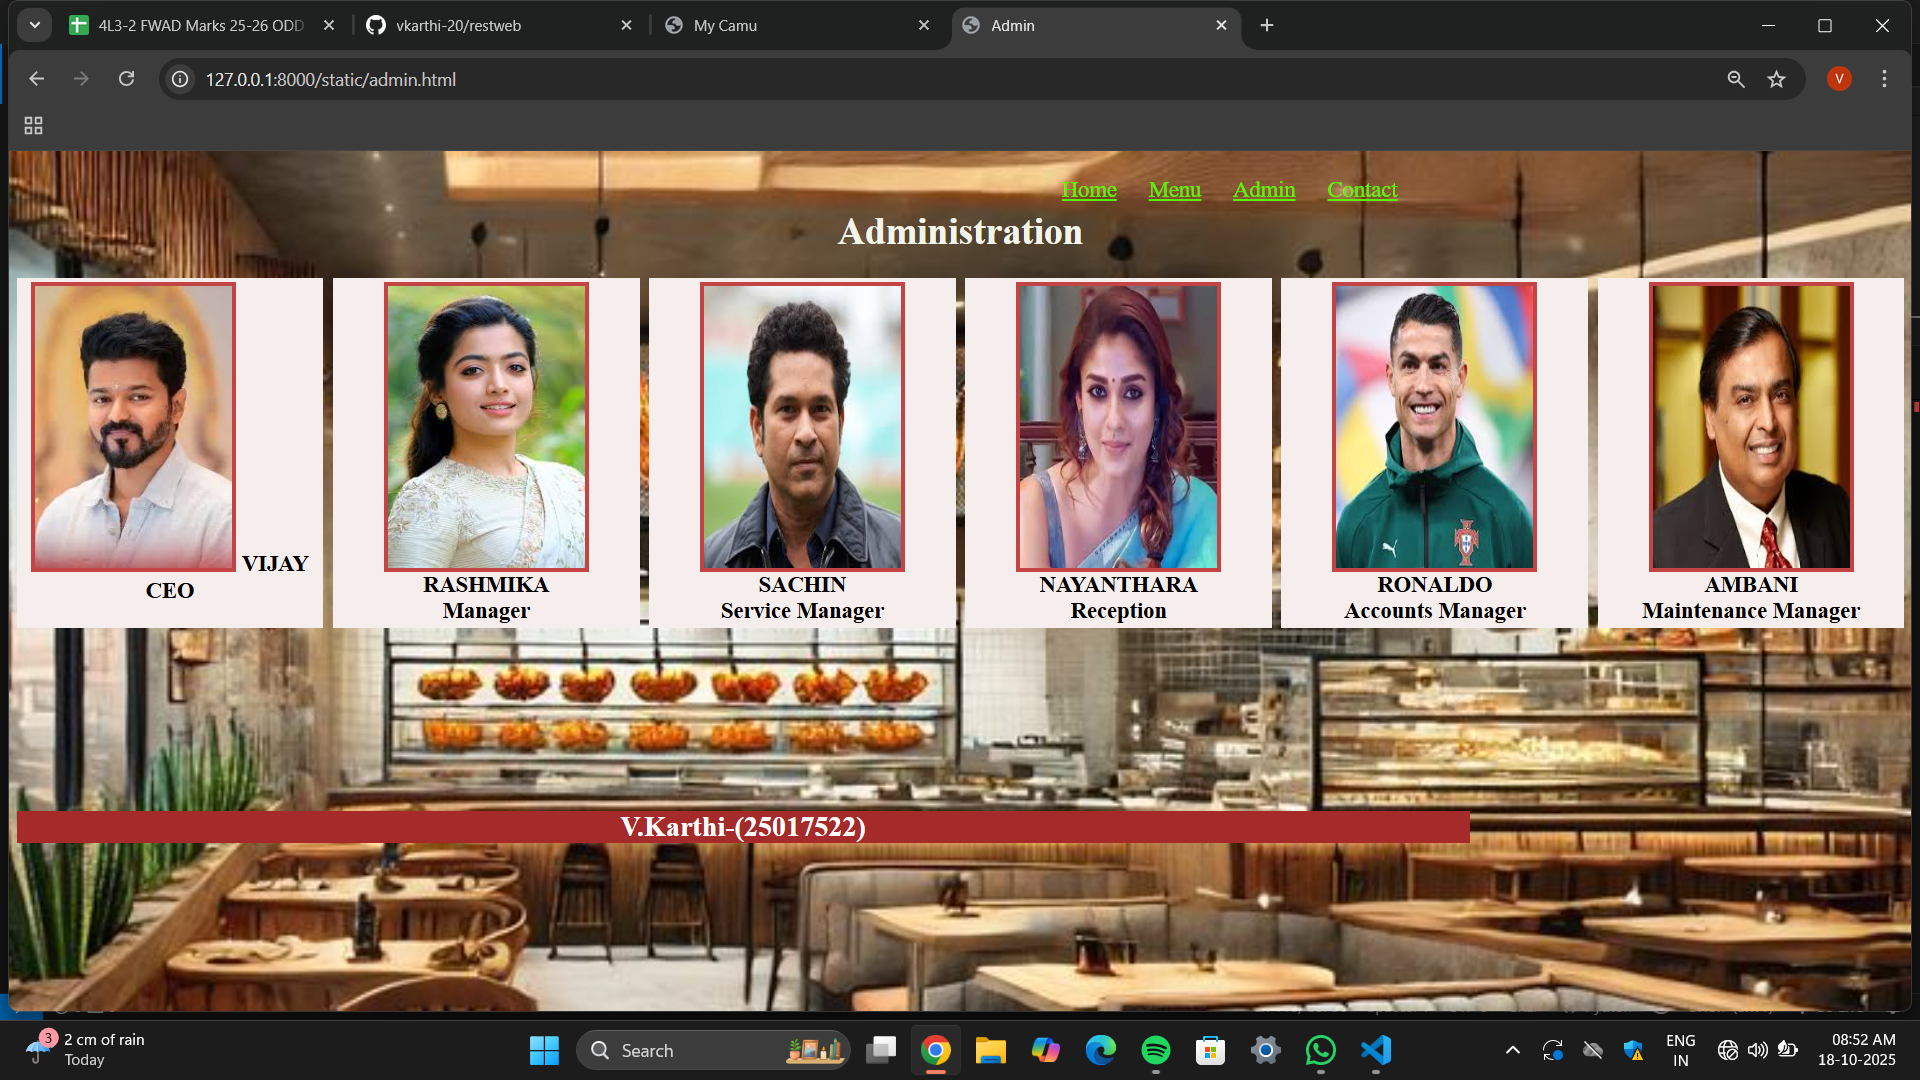 4L3-2 FWAD Marks 25-26 ODD
vkarthi-20/restweb
My Camu
Admin
127.0.0.1:8000/static/admin.html
V
Home Menu Admin Contact
Administration
VIJAY
CEO
RASHMIKA
Manager
SACHIN
Service Manager
NAYANTHARA
Reception
RONALDO
Accounts Manager
AMBANI
Maintenance Manager
V.Karthi-(25017522)
3
2 cm of rain
Today
Search
ENG
IN
08:52 AM
18-10-2025